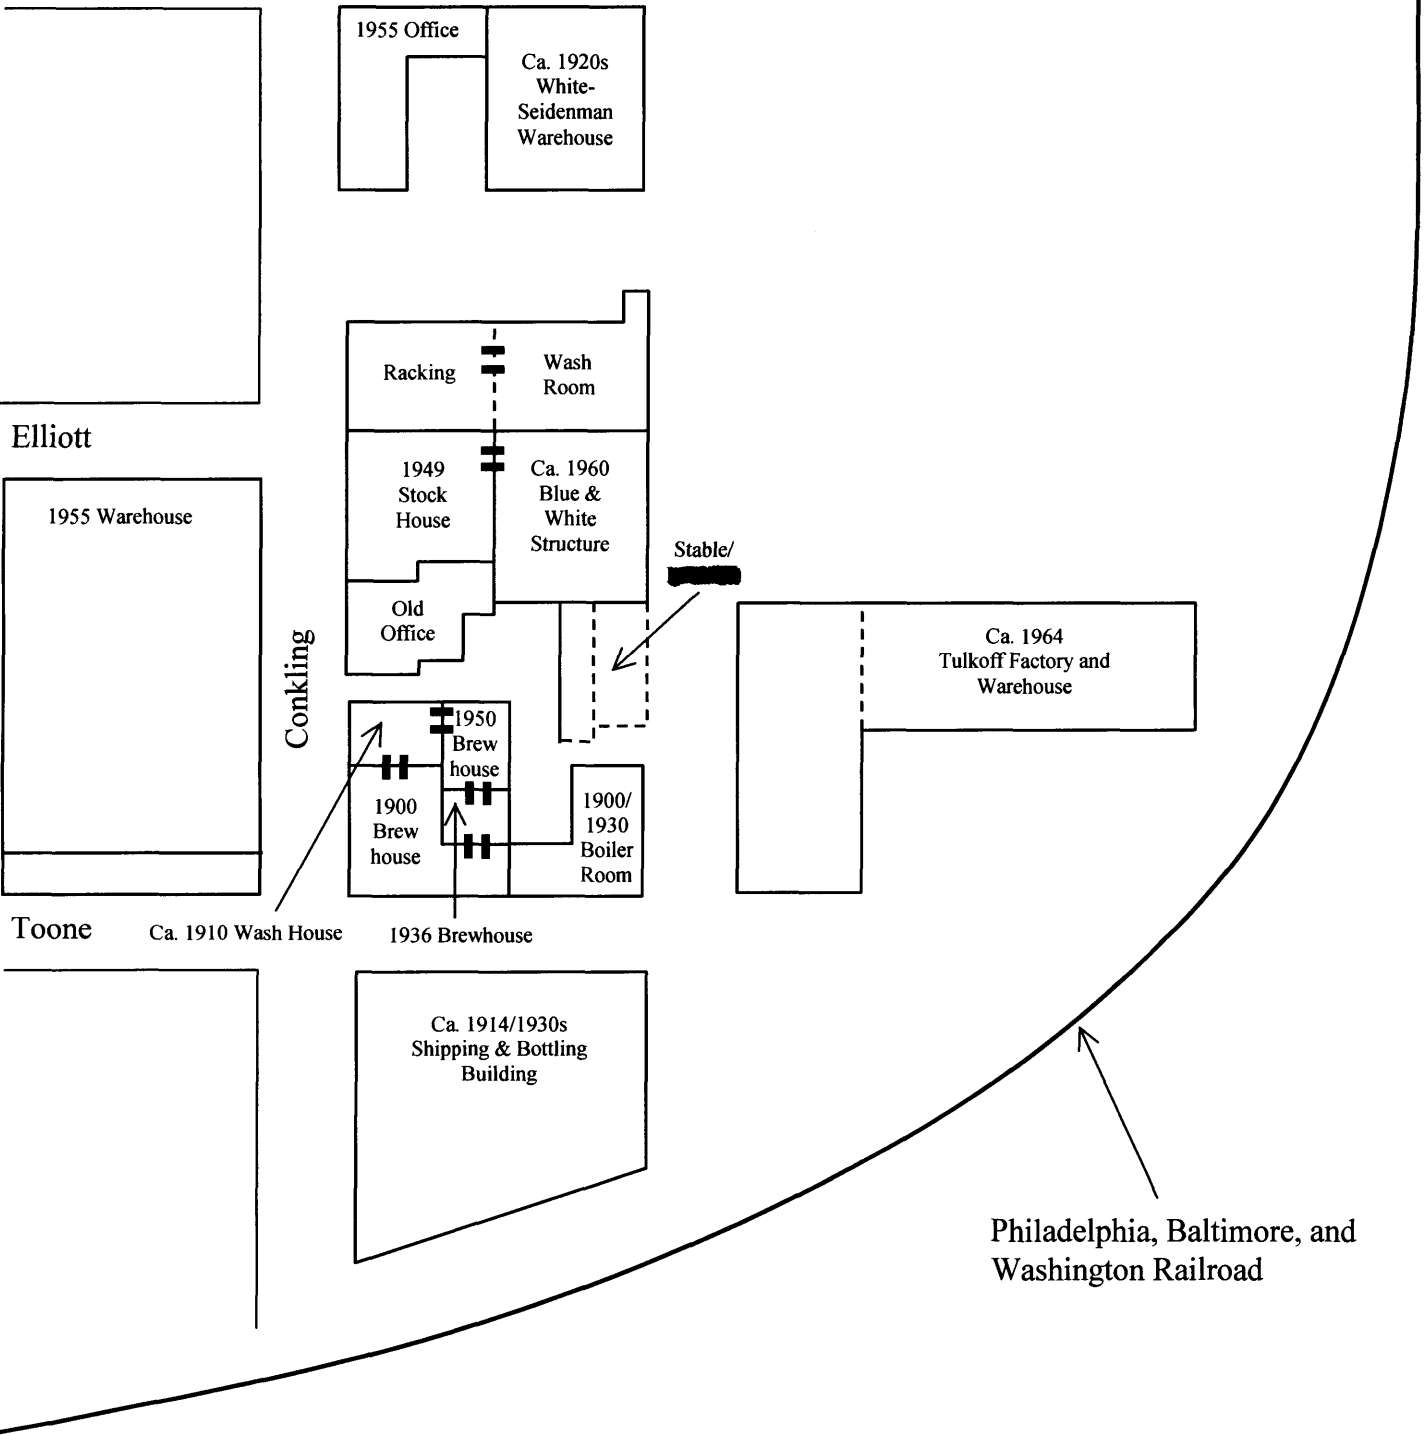 1955 Office
Ca. 1920s
White-
Seidenman
Warehouse
Racking
Wash
Room
Elliott
1949
Stock
House
Ca. 1960
Blue &
White
Structure
1955 Warehouse
Stable/
Old
Office
Conkling
Ca. 1964
Tulkoff Factory and
Warehouse
1950
Brew
house
1900
Brew
house
1900/
1930
Boiler
Room
Toone
Ca. 1910 Wash House
1936 Brewhouse
Ca. 1914/1930s
Shipping & Bottling
Building
Philadelphia, Baltimore, and
Washington Railroad